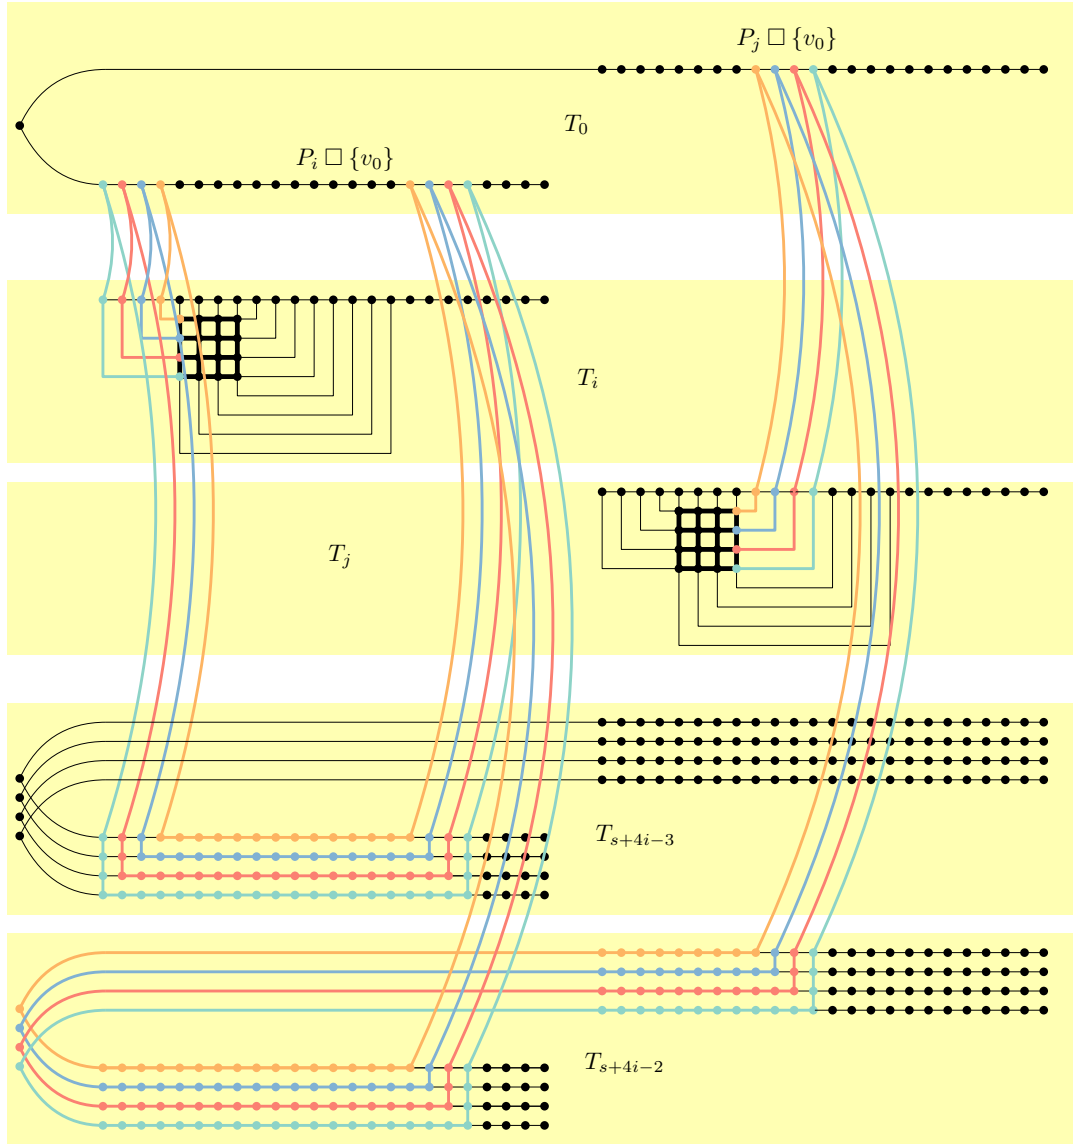 P_j □ {v_0}
T_0
P_i □ {v_0}
T_i
T_j
T_{s+4i−3}
T_{s+4i−2}